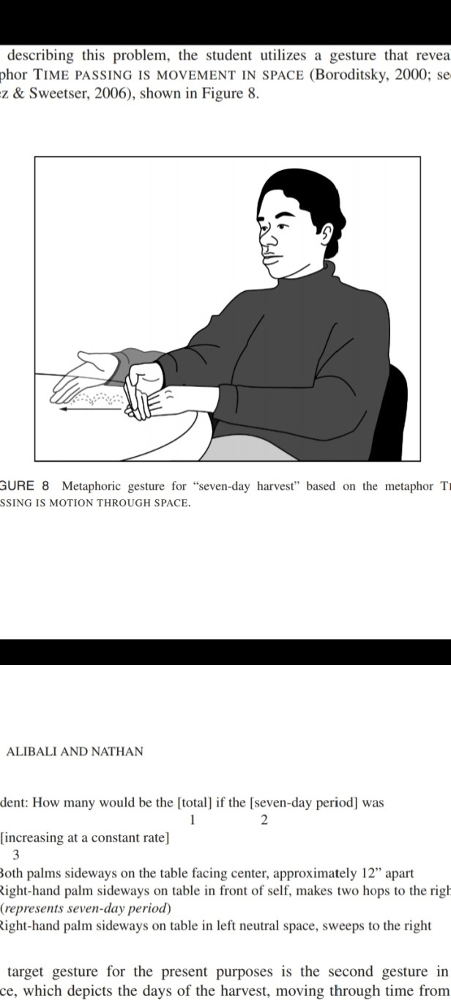 describing this problem, the student utilizes a gesture that revea
phor TIME PASSING IS MOVEMENT IN SPACE (Boroditsky, 2000; se
ez & Sweetser, 2006), shown in Figure 8.
GURE 8 Metaphoric gesture for “seven-day harvest” based on the metaphor TI
SSING IS MOTION THROUGH SPACE.
ALIBALI AND NATHAN
dent: How many would be the [total] if the [seven-day period] was
1 2
[increasing at a constant rate]
3
Both palms sideways on the table facing center, approximately 12” apart
Right-hand palm sideways on table in front of self, makes two hops to the righ
(represents seven-day period)
Right-hand palm sideways on table in left neutral space, sweeps to the right
target gesture for the present purposes is the second gesture in
ce, which depicts the days of the harvest, moving through time from